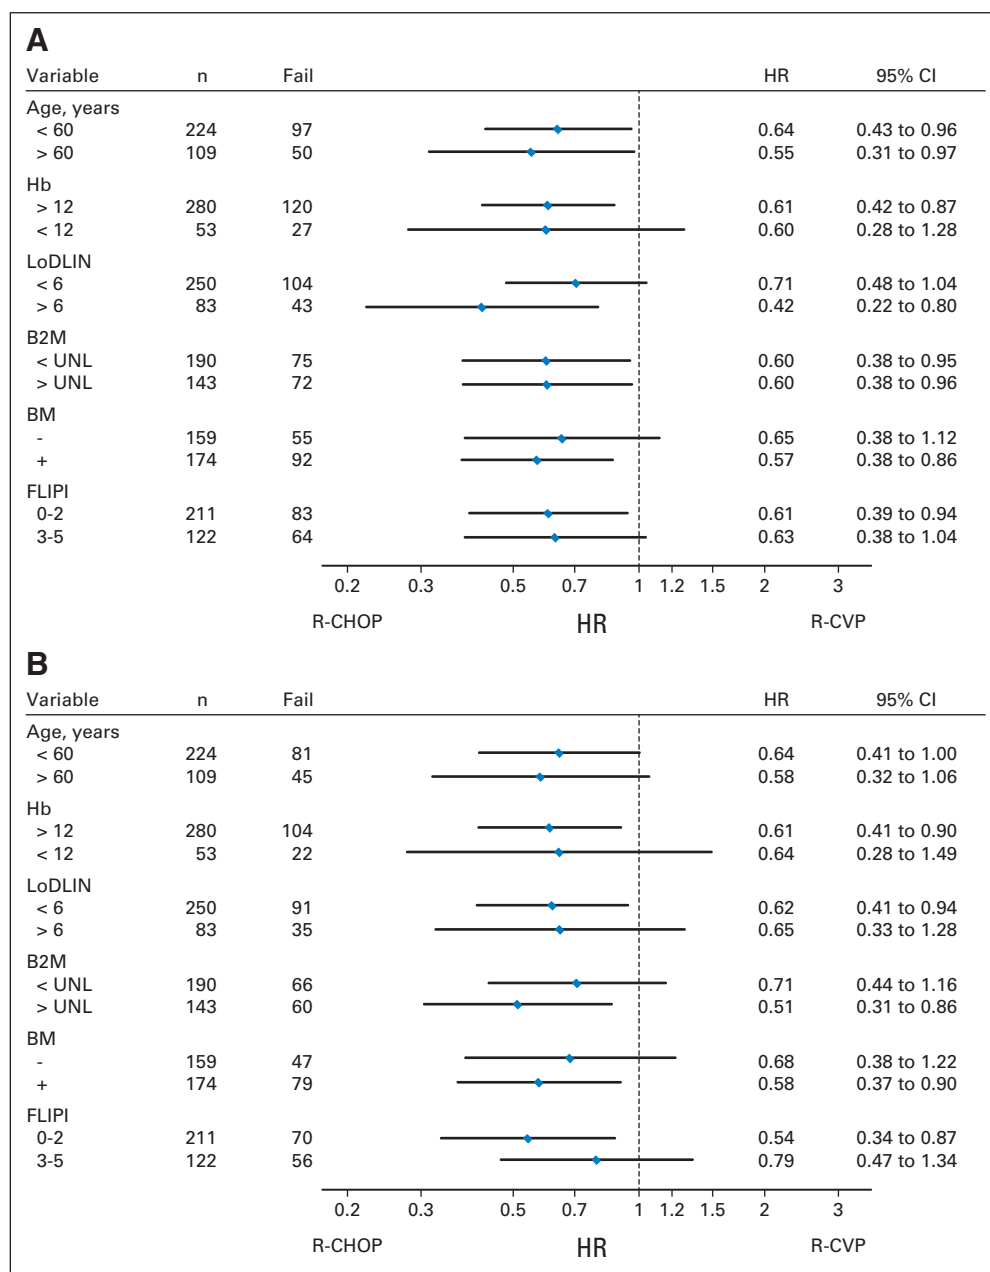 A
Variable n Fail HR 95% CI
Age, years
< 60 224 97 0.64 0.43 to 0.96
> 60 109 50 0.55 0.31 to 0.97
Hb
> 12 280 120 0.61 0.42 to 0.87
< 12 53 27 0.60 0.28 to 1.28
LoDLIN
< 6 250 104 0.71 0.48 to 1.04
> 6 83 43 0.42 0.22 to 0.80
B2M
< UNL 190 75 0.60 0.38 to 0.95
> UNL 143 72 0.60 0.38 to 0.96
BM
- 159 55 0.65 0.38 to 1.12
+ 174 92 0.57 0.38 to 0.86
FLIPI
0-2 211 83 0.61 0.39 to 0.94
3-5 122 64 0.63 0.38 to 1.04
0.2 0.3 0.5 0.7 1 1.2 1.5 2 3
R-CHOP HR R-CVP
B
Variable n Fail HR 95% CI
Age, years
< 60 224 81 0.64 0.41 to 1.00
> 60 109 45 0.58 0.32 to 1.06
Hb
> 12 280 104 0.61 0.41 to 0.90
< 12 53 22 0.64 0.28 to 1.49
LoDLIN
< 6 250 91 0.62 0.41 to 0.94
> 6 83 35 0.65 0.33 to 1.28
B2M
< UNL 190 66 0.71 0.44 to 1.16
> UNL 143 60 0.51 0.31 to 0.86
BM
- 159 47 0.68 0.38 to 1.22
+ 174 79 0.58 0.37 to 0.90
FLIPI
0-2 211 70 0.54 0.34 to 0.87
3-5 122 56 0.79 0.47 to 1.34
0.2 0.3 0.5 0.7 1 1.2 1.5 2 3
R-CHOP HR R-CVP